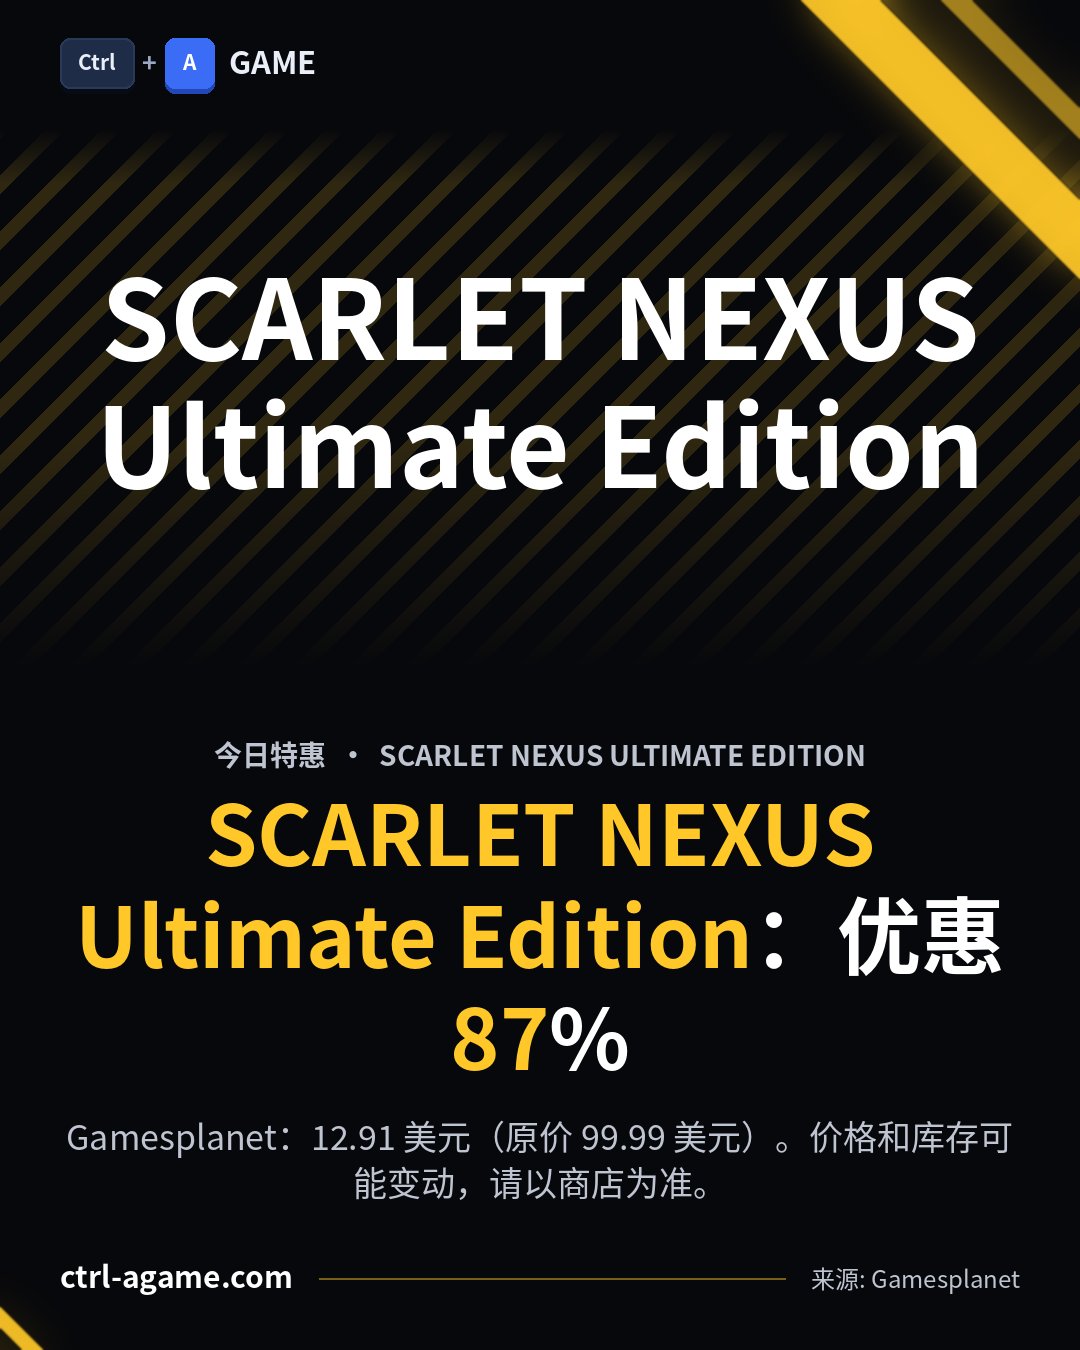 Ctrl + A GAME
SCARLET NEXUS
Ultimate Edition
今日特惠 • SCARLET NEXUS ULTIMATE EDITION
SCARLET NEXUS
Ultimate Edition：优惠
87%
Gamesplanet：12.91 美元（原价 99.99 美元）。价格和库存可
能变动，请以商店为准。
ctrl-agame.com
来源: Gamesplanet